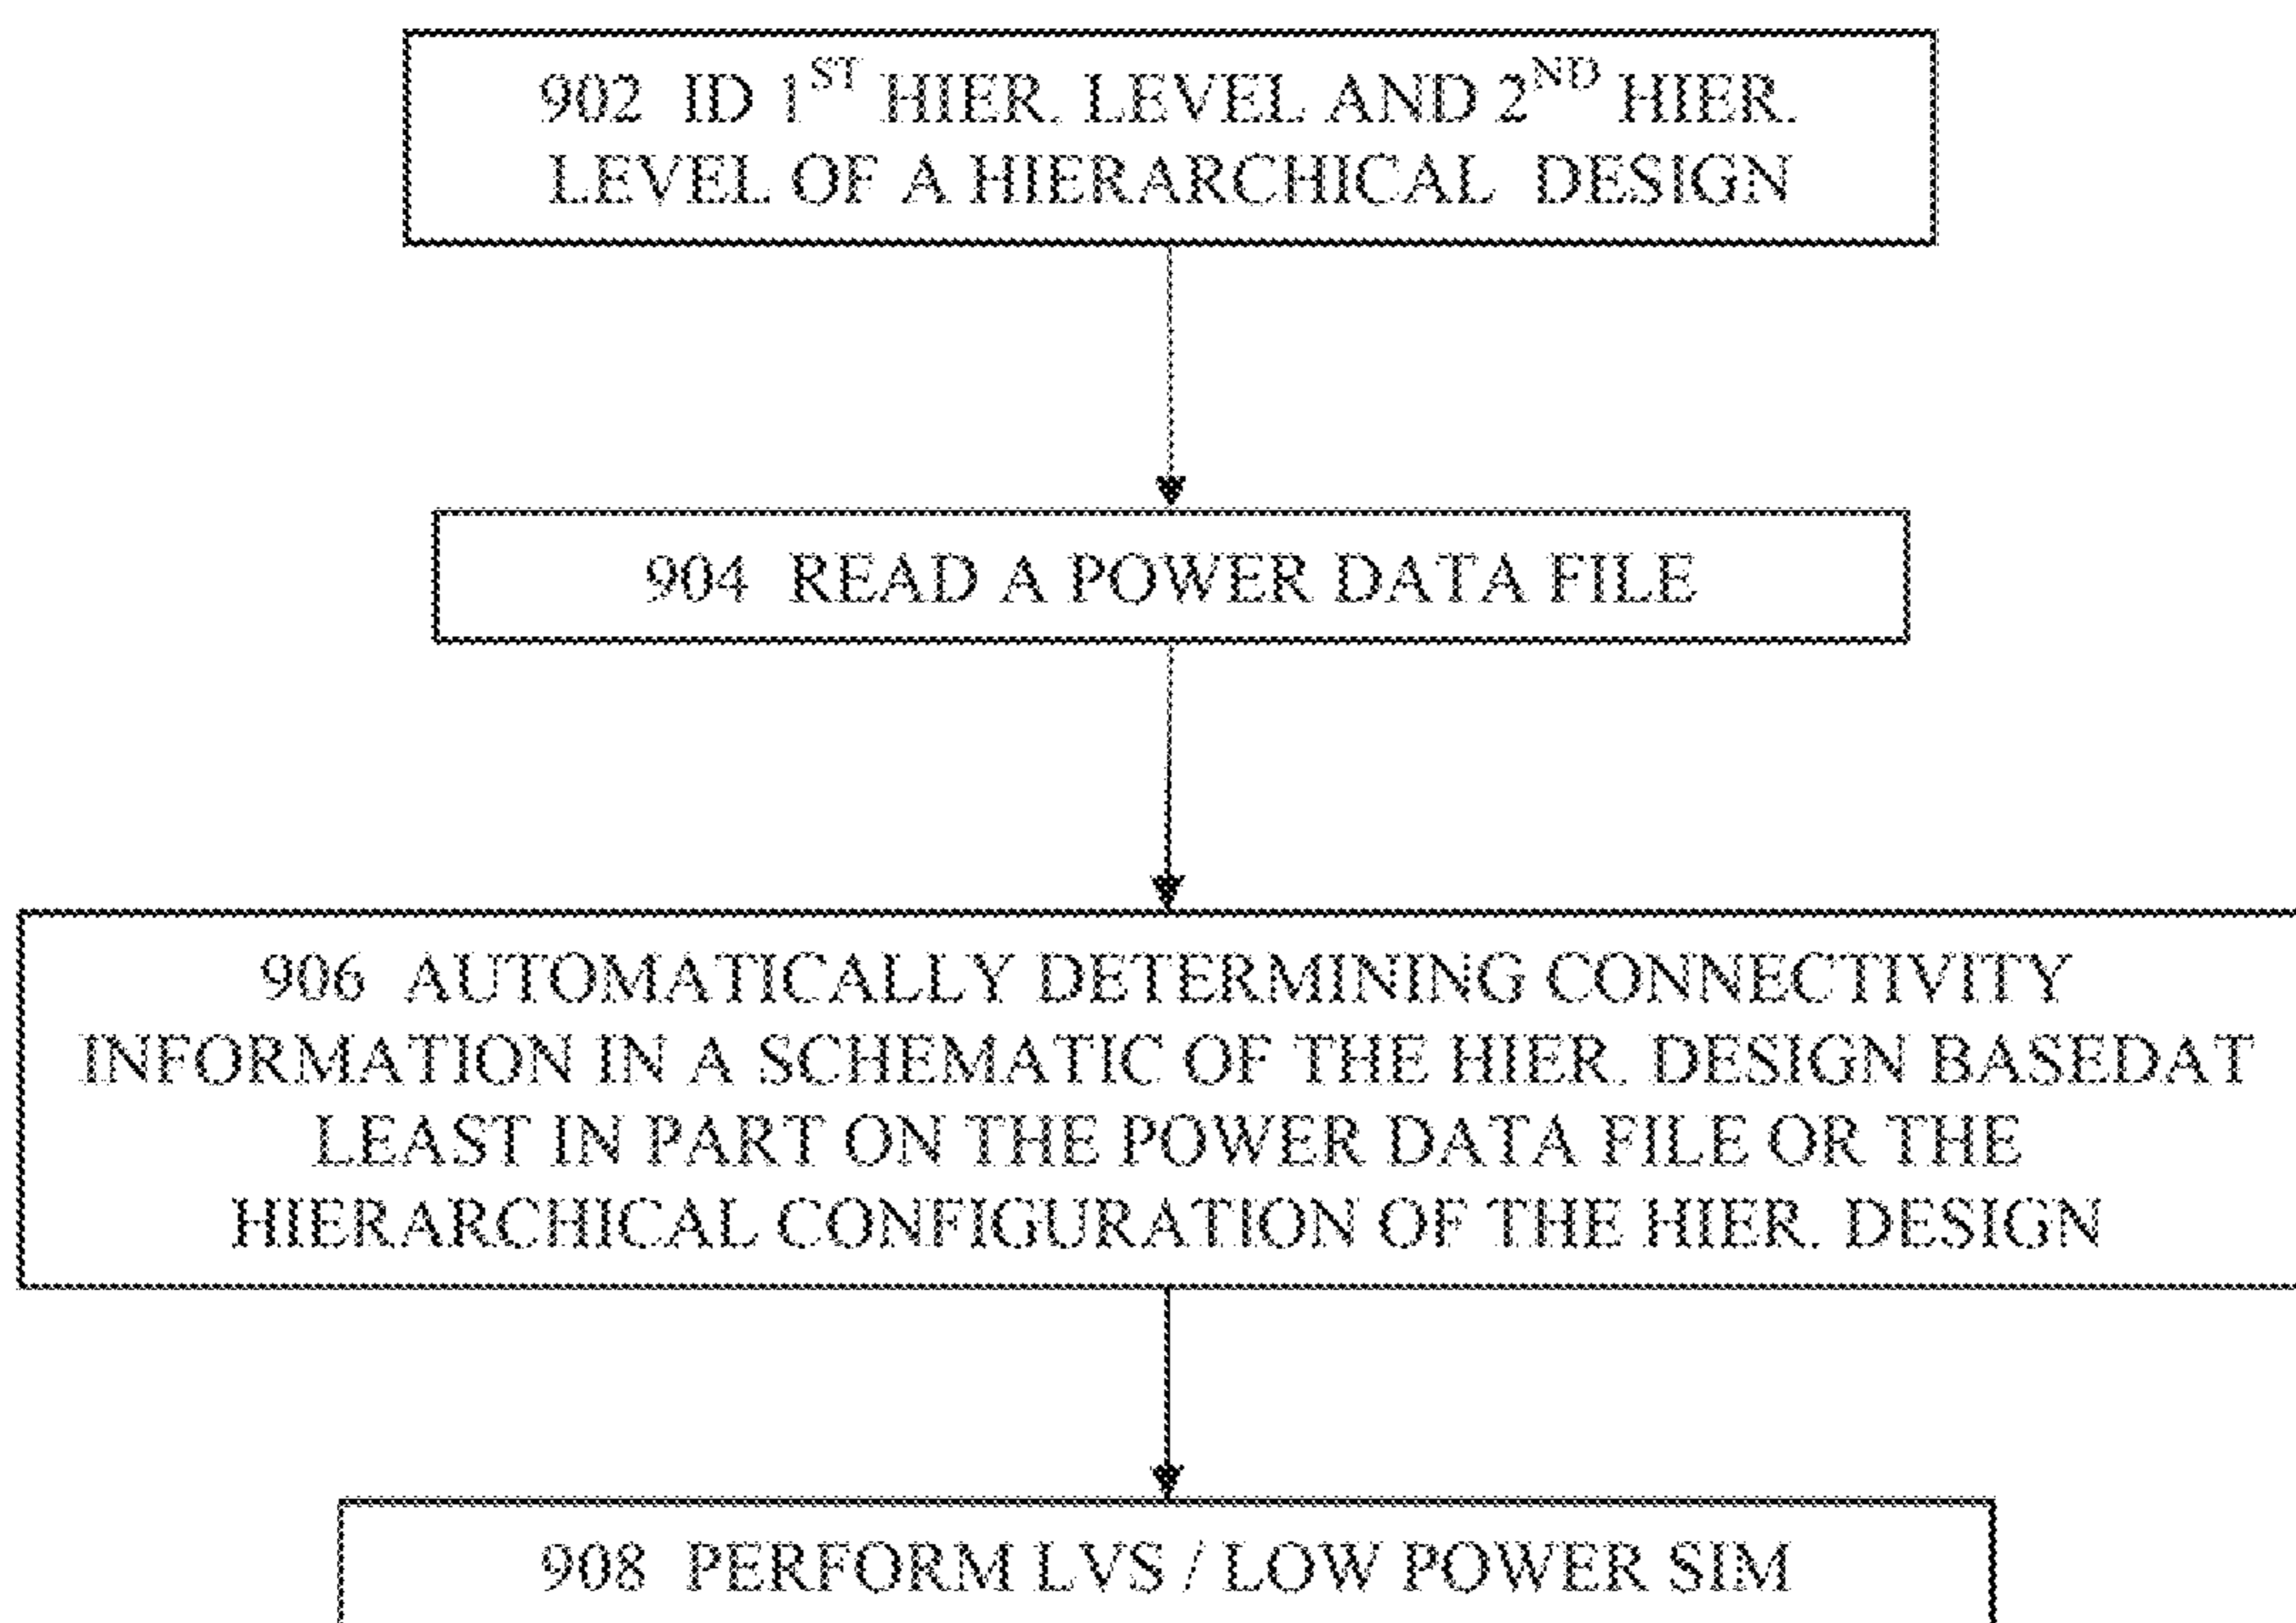 902 ID 1ST HIER. LEVEL AND 2ND HIER.
LEVEL OF A HIERARCHICAL DESIGN
904 READ A POWER DATA FILE
906 AUTOMATICALLY DETERMINING CONNECTIVITY
INFORMATION IN A SCHEMATIC OF THE HIER. DESIGN BASEDAT
LEAST IN PART ON THE POWER DATA FILE OR THE
HIERARCHICAL CONFIGURATION OF THE HIER. DESIGN
908 PERFORM LVS / LOW POWER SIM